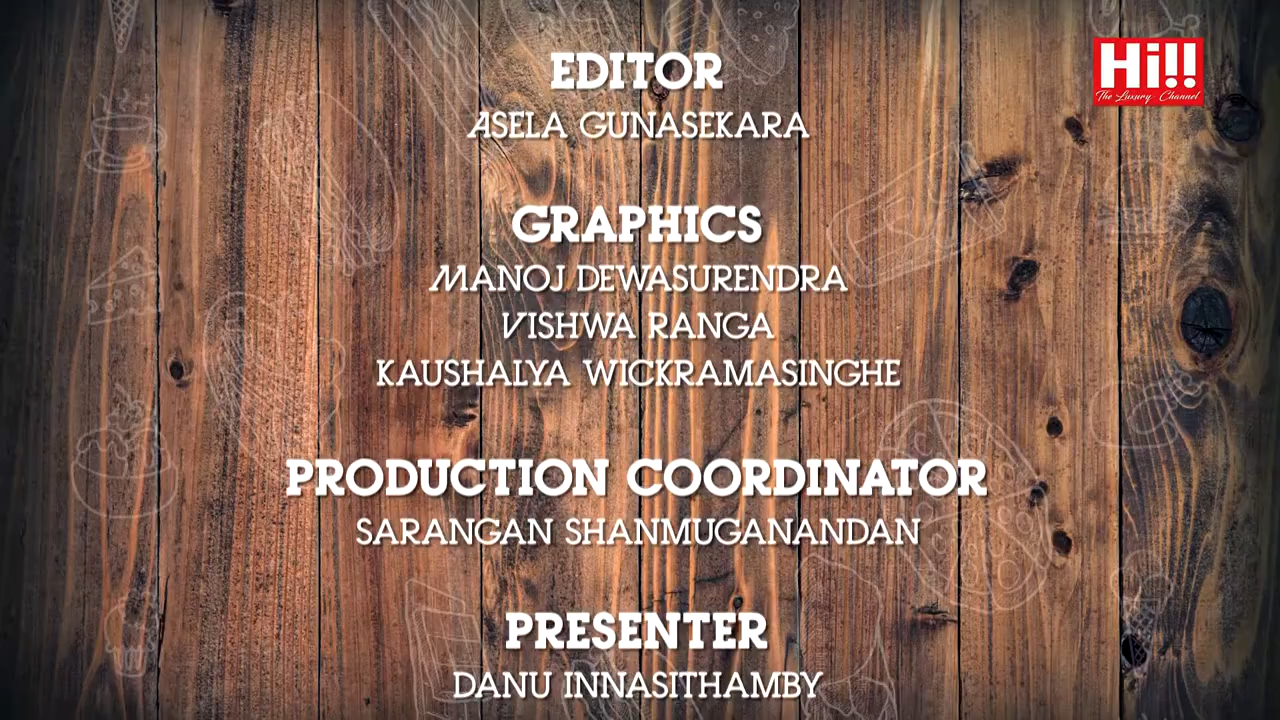 Hi!!
The Luxury Channel
EDITOR
ASELA GUNASEKARA
GRAPHICS
MANOJ DEWASURENDRA
VISHWA RANGA
KAUSHALYA WICKRAMASINGHE
PRODUCTION COORDINATOR
SARANGAN SHANMUGANANDAN
PRESENTER
DANU INNASITHAMBY